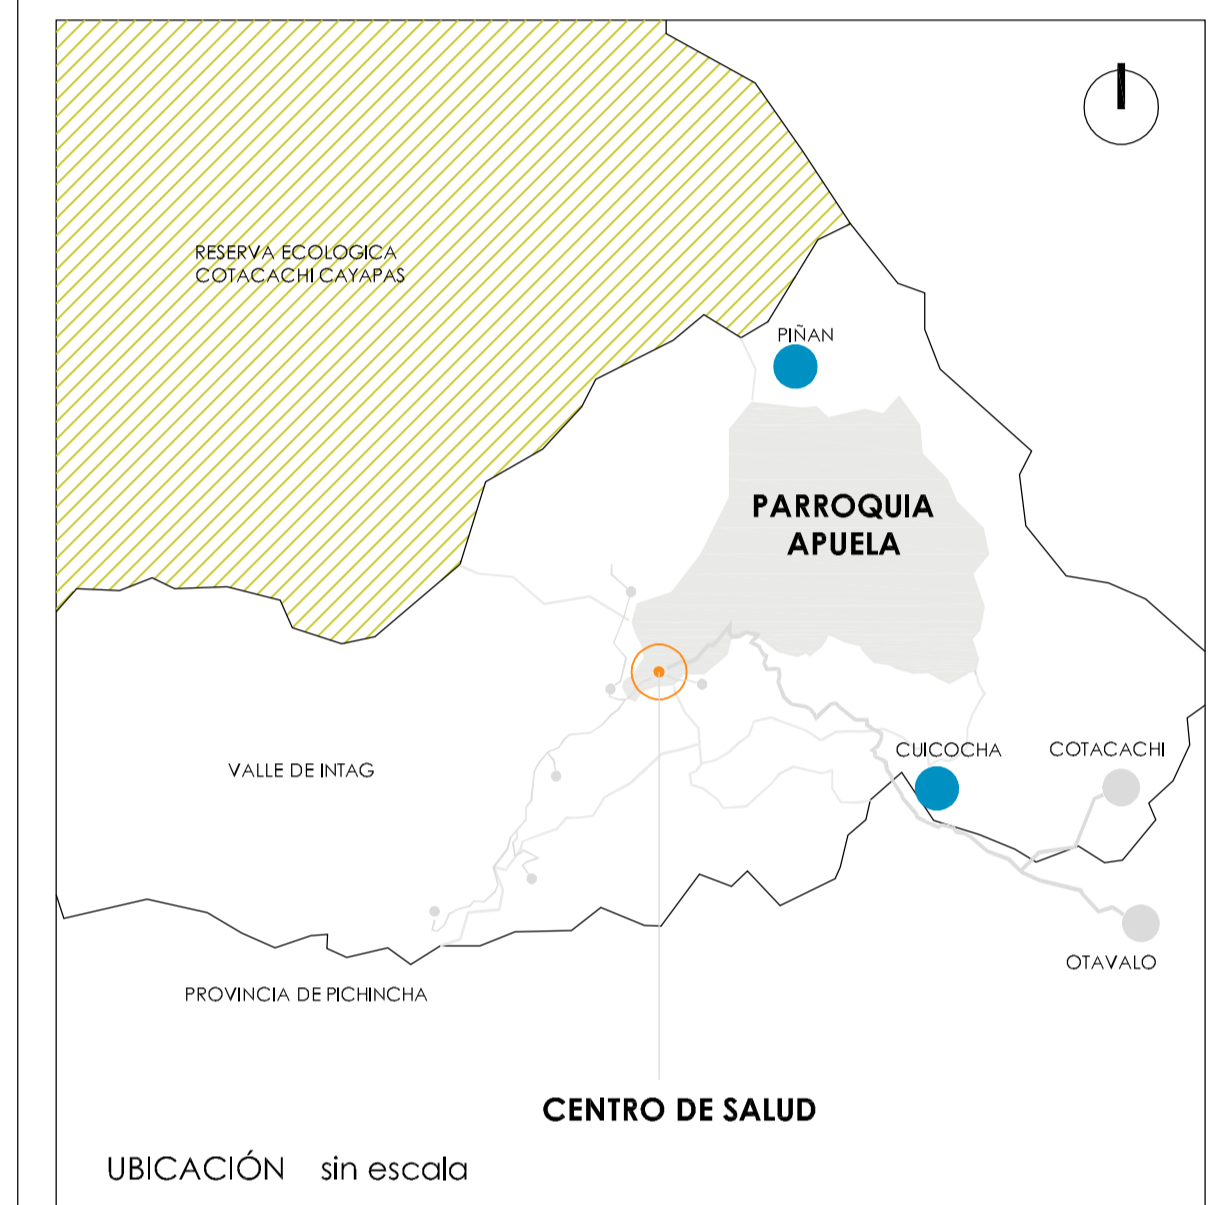 RESERVA ECOLOGICA
COTACACHI CAYAPAS
PIÑAN
PARROQUIA
APUELA
CUICOCHA
COTACACHI
VALLE DE INTAG
OTAVALO
PROVINCIA DE PICHINCHA
CENTRO DE SALUD
UBICACIÓN sin escala